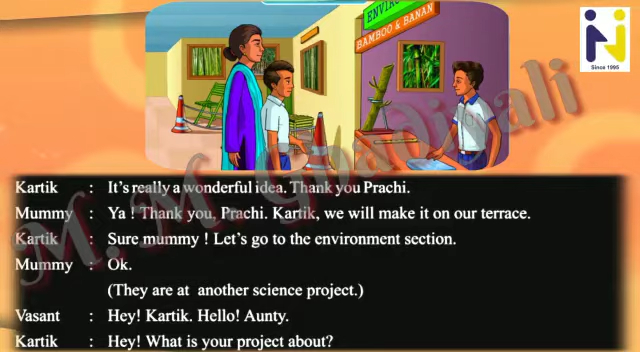 ENVIRO
BAMBOO & BANAN
Since 1995
Kartik : It's really a wonderful idea. Thank you Prachi.
Mummy : Ya ! Thank you, Prachi. Kartik, we will make it on our terrace.
Kartik : Sure mummy ! Let's go to the environment section.
Mummy : Ok.
(They are at another science project.)
Vasant : Hey! Kartik. Hello! Aunty.
Kartik : Hey! What is your project about?